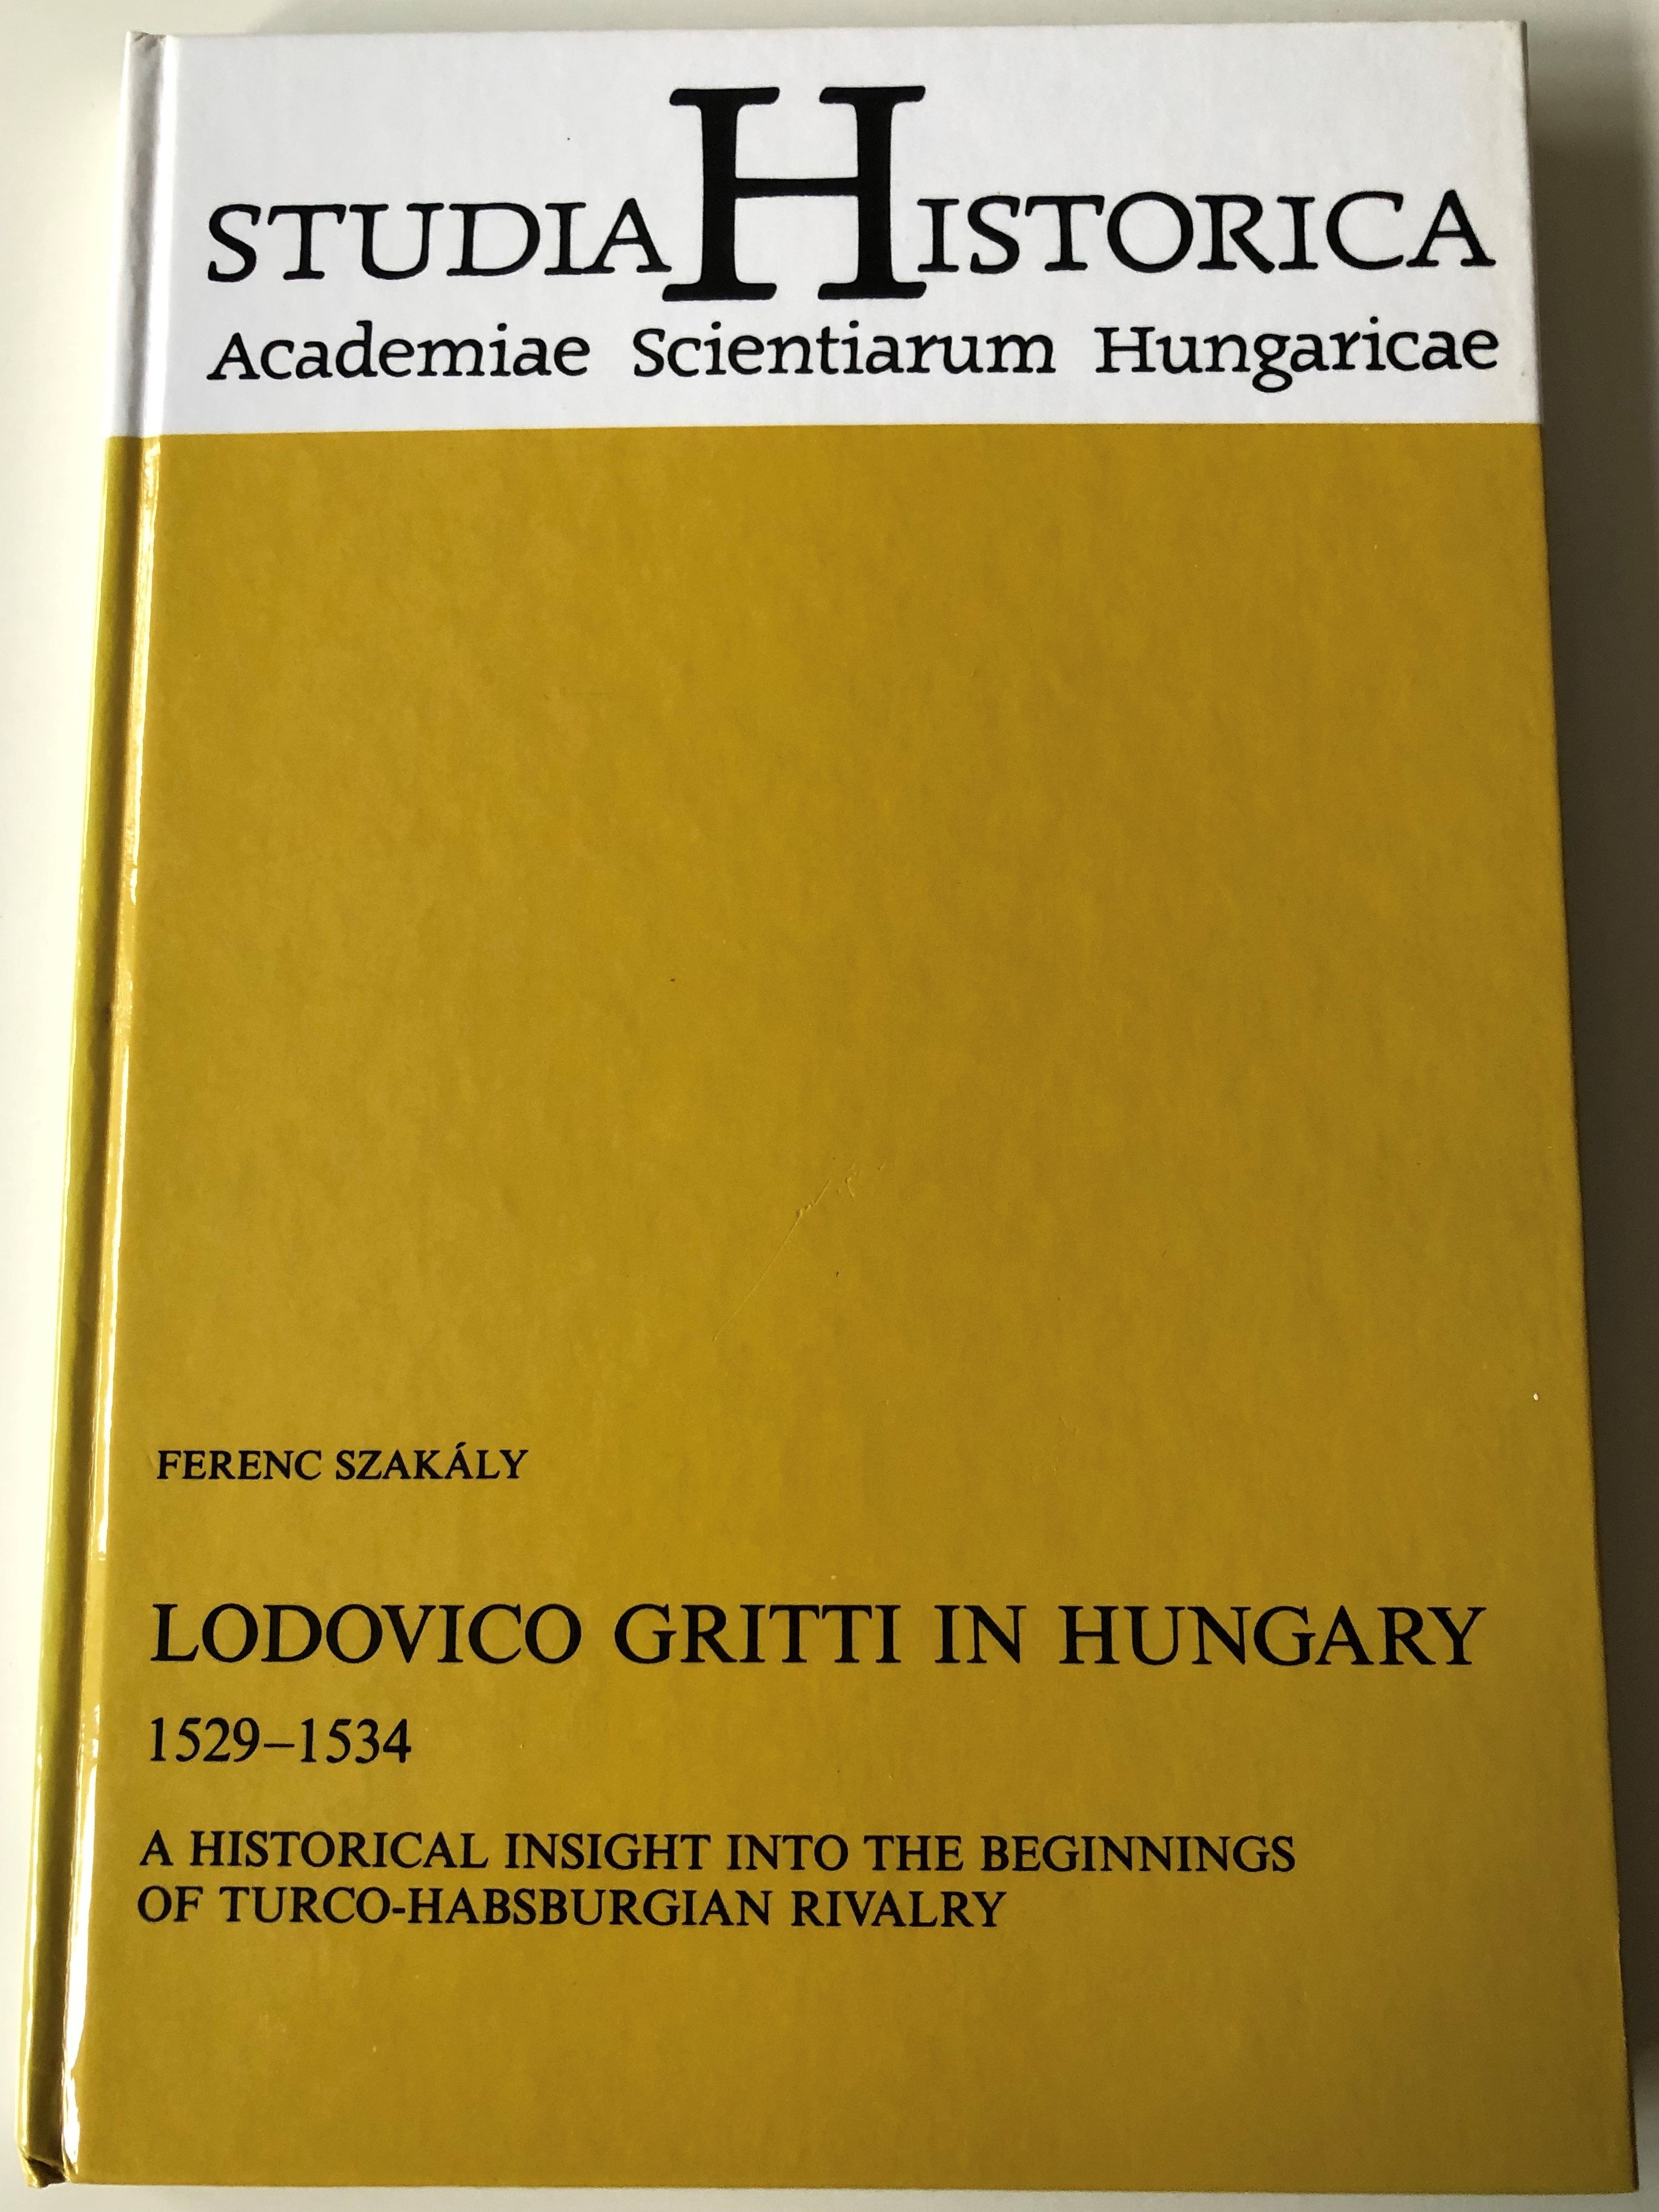 STUDIA HISTORICA
Academiae Scientiarum Hungaricae
FERENC SZAKÁLY
LODOVICO GRITTI IN HUNGARY
1529–1534
A HISTORICAL INSIGHT INTO THE BEGINNINGS
OF TURCO-HABSBURGIAN RIVALRY